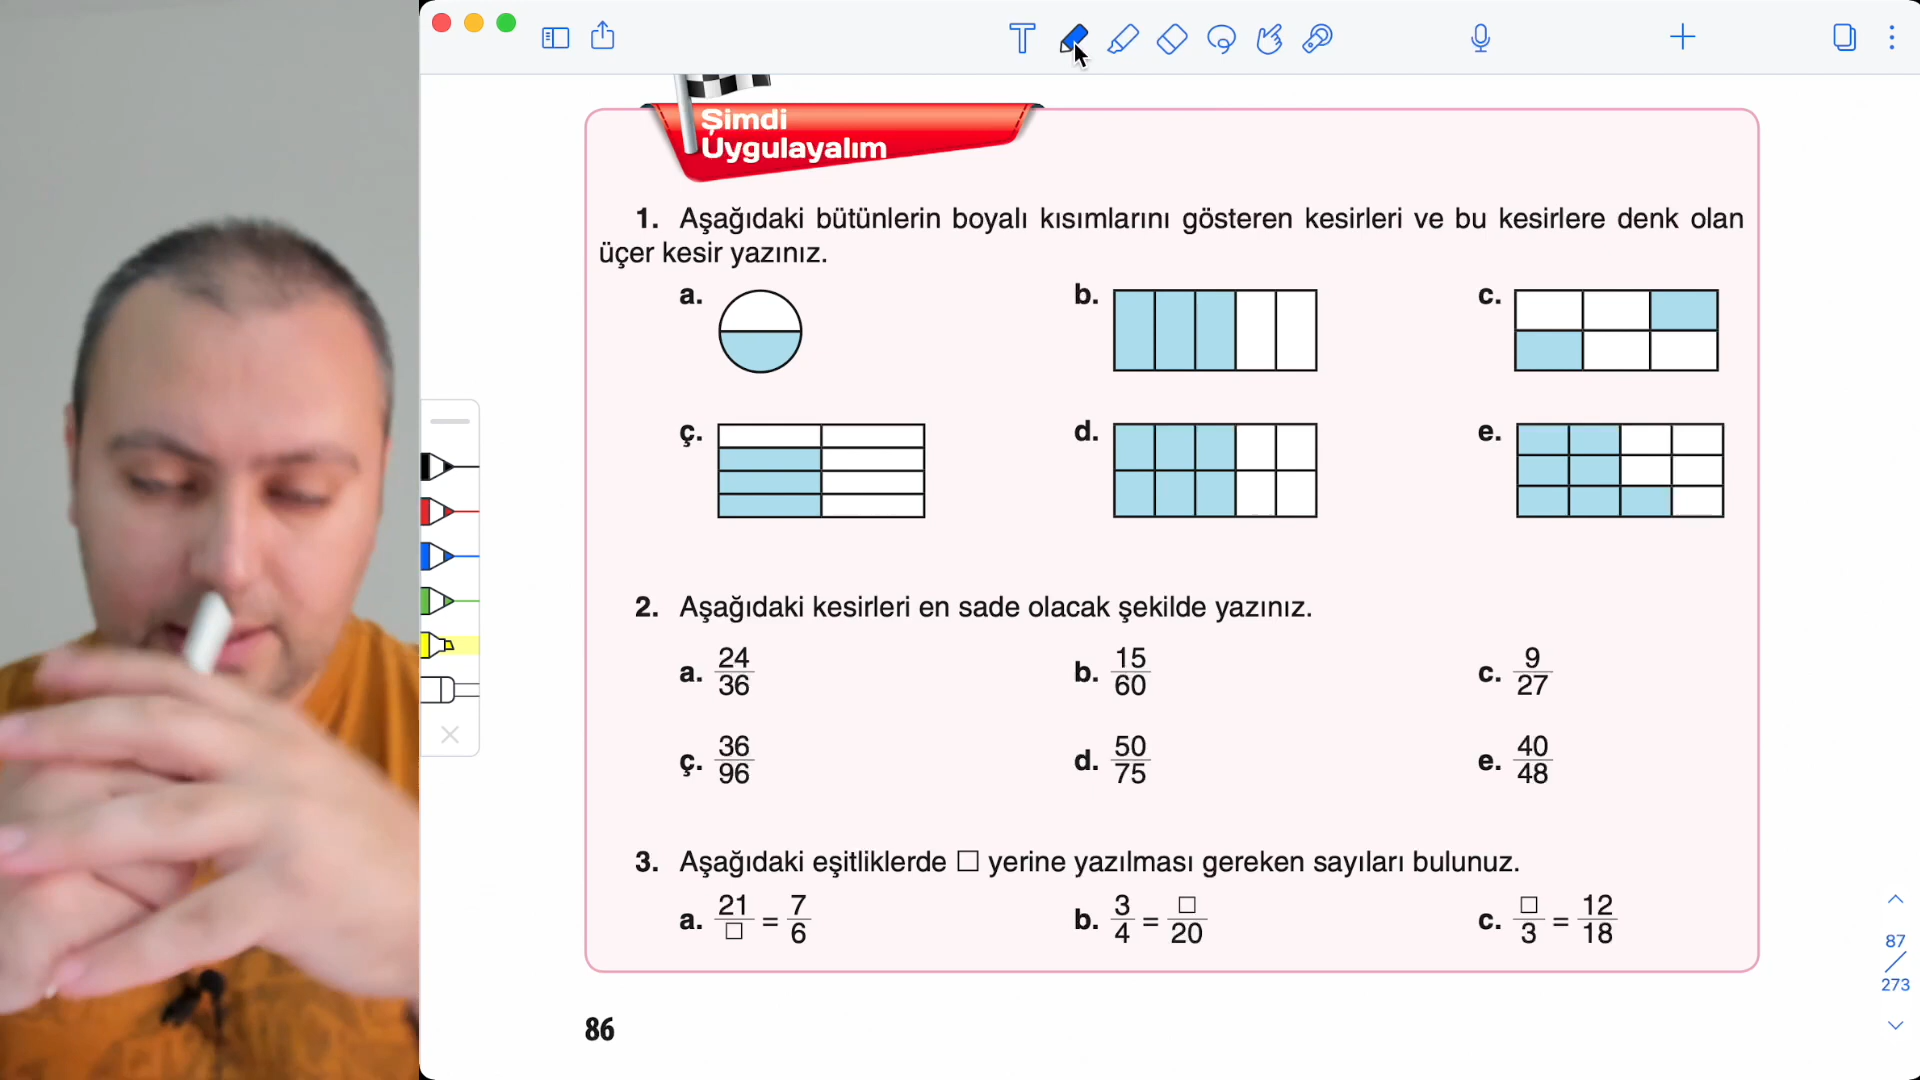 T
Şimdi
Uygulayalım
1. Aşağıdaki bütünlerin boyalı kısımlarını gösteren kesirleri ve bu kesirlere denk olan
üçer kesir yazınız.
a. b. c.
ç. d. e.
2. Aşağıdaki kesirleri en sade olacak şekilde yazınız.
a. 24/36 b. 15/60 c. 9/27
ç. 36/96 d. 50/75 e. 40/48
3. Aşağıdaki eşitliklerde □ yerine yazılması gereken sayıları bulunuz.
a. 21/□ = 7/6 b. 3/4 = □/20 c. □/3 = 12/18
86
87
/
273